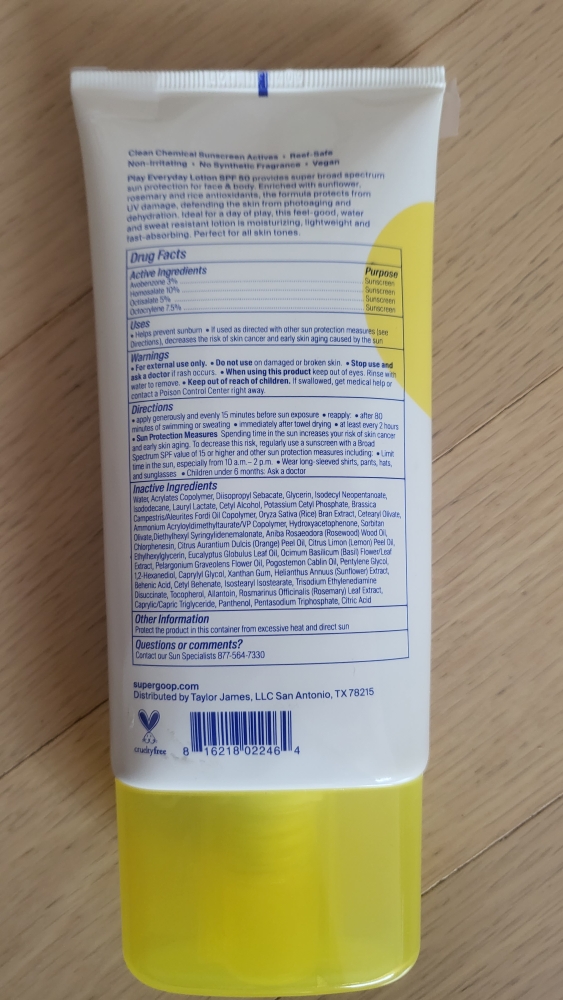 Clean Chemical Sunscreen Actives • Reef-Safe
Non-Irritating • No Synthetic Fragrance • Vegan
Play Everyday Lotion SPF 50 provides super broad spectrum
sun protection for face & body. Enriched with sunflower,
rosemary and rice antioxidants, the formula protects from
UV damage, defending the skin from photoaging and
dehydration. Ideal for a day of play, this feel-good, water
and sweat resistant lotion is moisturizing, lightweight and
fast-absorbing. Perfect for all skin tones.
Drug Facts
Active Ingredients Purpose
Avobenzone 3% Sunscreen
Homosalate 10% Sunscreen
Octisalate 5% Sunscreen
Octocrylene 7.5% Sunscreen
Uses
• Helps prevent sunburn • If used as directed with other sun protection measures (see
Directions), decreases the risk of skin cancer and early skin aging caused by the sun
Warnings
• For external use only. • Do not use on damaged or broken skin. • Stop use and
ask a doctor if rash occurs. • When using this product keep out of eyes. Rinse with
water to remove. • Keep out of reach of children. If swallowed, get medical help or
contact a Poison Control Center right away.
Directions
• apply generously and evenly 15 minutes before sun exposure • reapply: • after 80
minutes of swimming or sweating • immediately after towel drying • at least every 2 hours
• Sun Protection Measures Spending time in the sun increases your risk of skin cancer
and early skin aging. To decrease this risk, regularly use a sunscreen with a Broad
Spectrum SPF value of 15 or higher and other sun protection measures including: • Limit
time in the sun, especially from 10 a.m. – 2 p.m. • Wear long-sleeved shirts, pants, hats,
and sunglasses • Children under 6 months: Ask a doctor
Inactive Ingredients
Water, Acrylates Copolymer, Diisopropyl Sebacate, Glycerin, Isodecyl Neopentanoate,
Isododecane, Lauryl Lactate, Cetyl Alcohol, Potassium Cetyl Phosphate, Brassica
Campestris/Aleurites Fordi Oil Copolymer, Oryza Sativa (Rice) Bran Extract, Cetearyl Olivate,
Ammonium Acryloyldimethyltaurate/VP Copolymer, Hydroxyacetophenone, Sorbitan
Olivate, Diethylhexyl Syringylidenemalonate, Aniba Rosaeodora (Rosewood) Wood Oil,
Chlorphenesin, Citrus Aurantium Dulcis (Orange) Peel Oil, Citrus Limon (Lemon) Peel Oil,
Ethylhexylglycerin, Eucalyptus Globulus Leaf Oil, Ocimum Basilicum (Basil) Flower/Leaf
Extract, Pelargonium Graveolens Flower Oil, Pogostemon Cablin Oil, Pentylene Glycol,
1,2-Hexanediol, Caprylyl Glycol, Xanthan Gum, Helianthus Annuus (Sunflower) Extract,
Behenic Acid, Cetyl Behenate, Isostearyl Isostearate, Trisodium Ethylenediamine
Disuccinate, Tocopherol, Allantoin, Rosmarinus Officinalis (Rosemary) Leaf Extract,
Caprylic/Capric Triglyceride, Panthenol, Pentasodium Triphosphate, Citric Acid
Other Information
Protect the product in this container from excessive heat and direct sun
Questions or comments?
Contact our Sun Specialists 877-564-7330
supergoop.com
Distributed by Taylor James, LLC San Antonio, TX 78215
crueltyfree
8 16218 02246 4